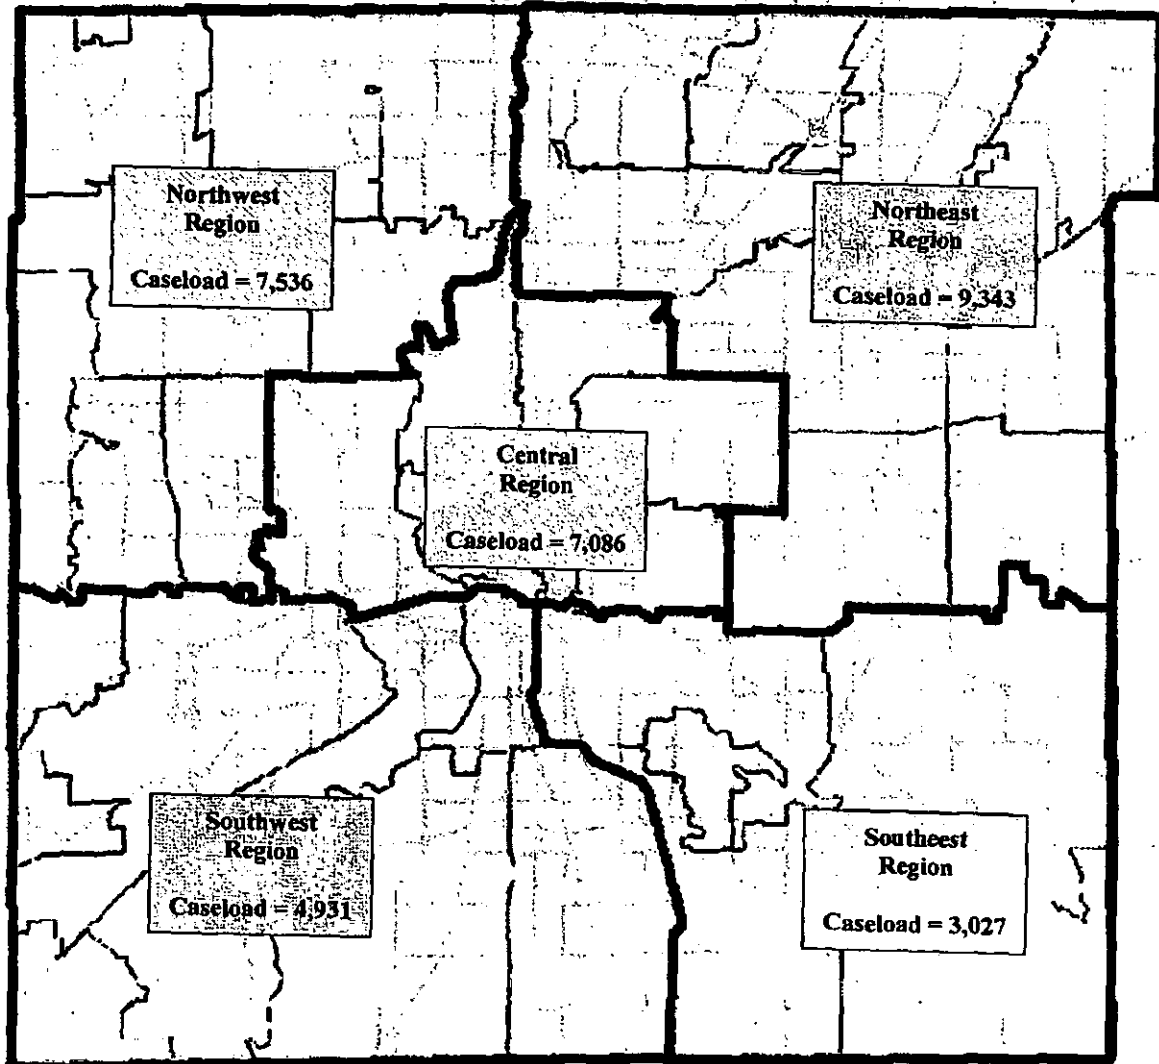 Northwest
Region
Caseload = 7,536
Northeast
Region
Caseload = 9,343
Central
Region
Caseload = 7,086
Southwest
Region
Caseload = 4,931
Southeest
Region
Caseload = 3,027